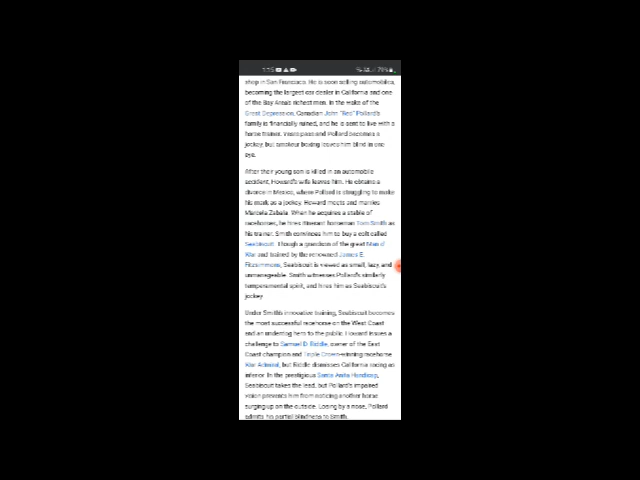 shop in San Francisco. He is soon selling automobiles,
becoming the largest car dealer in California and one
of the Bay Area's richest men. In the wake of the
Great Depression, Canadian John "Red" Pollard's
family is financially ruined, and he is sent to live with a
horse trainer. Years pass and Pollard becomes a
jockey, but amateur boxing leaves him blind in one
eye.
After their young son is killed in an automobile
accident, Howard's wife leaves him. He obtains a
divorce in Mexico, where Pollard is struggling to make
his mark as a jockey. Howard meets and marries
Marcela Zabala. When he acquires a stable of
racehorses, he hires itinerant horseman Tom Smith as
his trainer. Smith convinces him to buy a colt called
Seabiscuit. Though a grandson of the great Man o'
War and trained by the renowned James E.
Fitzsimmons, Seabiscuit is viewed as small, lazy, and
unmanageable. Smith witnesses Pollard's similarly
temperamental spirit, and hires him as Seabiscuit's
jockey.
Under Smith's innovative training, Seabiscuit becomes
the most successful racehorse on the West Coast
and an underdog hero to the public. Howard issues a
challenge to Samuel D. Riddle, owner of the East
Coast champion and Triple Crown-winning racehorse
War Admiral, but Riddle dismisses California racing as
inferior. In the prestigious Santa Anita Handicap,
Seabiscuit takes the lead, but Pollard's impaired
vision prevents him from noticing another horse
surging up on the outside. Losing by a nose, Pollard
admits his partial blindness to Smith.